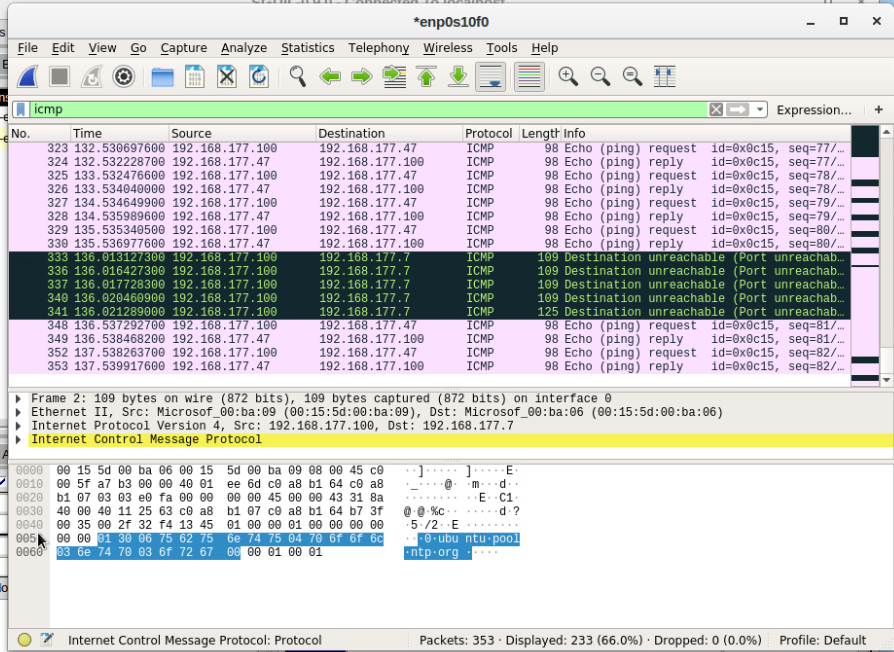 *enp0s10f0
File Edit View Go Capture Analyze Statistics Telephony Wireless Tools Help
icmp Expression... +
No. Time Source Destination Protocol Length Info
323 132.530697600 192.168.177.100 192.168.177.47 ICMP 98 Echo (ping) request id=0x0c15, seq=77/…
324 132.532228700 192.168.177.47 192.168.177.100 ICMP 98 Echo (ping) reply id=0x0c15, seq=77/…
325 133.532476600 192.168.177.100 192.168.177.47 ICMP 98 Echo (ping) request id=0x0c15, seq=78/…
326 133.534040000 192.168.177.47 192.168.177.100 ICMP 98 Echo (ping) reply id=0x0c15, seq=78/…
327 134.534649900 192.168.177.100 192.168.177.47 ICMP 98 Echo (ping) request id=0x0c15, seq=79/…
328 134.535989600 192.168.177.47 192.168.177.100 ICMP 98 Echo (ping) reply id=0x0c15, seq=79/…
329 135.535340500 192.168.177.100 192.168.177.47 ICMP 98 Echo (ping) request id=0x0c15, seq=80/…
330 135.536977600 192.168.177.47 192.168.177.100 ICMP 98 Echo (ping) reply id=0x0c15, seq=80/…
333 136.013127300 192.168.177.100 192.168.177.7 ICMP 109 Destination unreachable (Port unreachab…
336 136.016427300 192.168.177.100 192.168.177.7 ICMP 109 Destination unreachable (Port unreachab…
337 136.017728300 192.168.177.100 192.168.177.7 ICMP 109 Destination unreachable (Port unreachab…
340 136.020460900 192.168.177.100 192.168.177.7 ICMP 109 Destination unreachable (Port unreachab…
341 136.021289000 192.168.177.100 192.168.177.7 ICMP 125 Destination unreachable (Port unreachab…
348 136.537292700 192.168.177.100 192.168.177.47 ICMP 98 Echo (ping) request id=0x0c15, seq=81/…
349 136.538468200 192.168.177.47 192.168.177.100 ICMP 98 Echo (ping) reply id=0x0c15, seq=81/…
352 137.538263700 192.168.177.100 192.168.177.47 ICMP 98 Echo (ping) request id=0x0c15, seq=82/…
353 137.539917600 192.168.177.47 192.168.177.100 ICMP 98 Echo (ping) reply id=0x0c15, seq=82/…
Frame 2: 109 bytes on wire (872 bits), 109 bytes captured (872 bits) on interface 0
Ethernet II, Src: Microsof_00:ba:09 (00:15:5d:00:ba:09), Dst: Microsof_00:ba:06 (00:15:5d:00:ba:06)
Internet Protocol Version 4, Src: 192.168.177.100, Dst: 192.168.177.7
Internet Control Message Protocol
0000 00 15 5d 00 ba 06 00 15 5d 00 ba 09 08 00 45 c0 ··]····· ]·····E·
0010 00 5f a7 b3 00 00 40 01 ee 6d c0 a8 b1 64 c0 a8 ·_····@· ·m···d··
0020 b1 07 03 03 e0 fa 00 00 00 00 45 00 00 43 31 8a ········ ··E··C1·
0030 40 00 40 11 25 63 c0 a8 b1 07 c0 a8 b1 64 b7 3f @·@·%c·· ·····d·?
0040 00 35 00 2f 32 f4 13 45 01 00 00 01 00 00 00 00 ·5·/2··E ········
005 00 00 01 30 06 75 62 75 6e 74 75 04 70 6f 6f 6c ···0·ubu ntu·pool
0060 03 6e 74 70 03 6f 72 67 00 00 01 00 01 ·ntp·org ·····
Internet Control Message Protocol: Protocol Packets: 353 · Displayed: 233 (66.0%) · Dropped: 0 (0.0%) Profile: Default